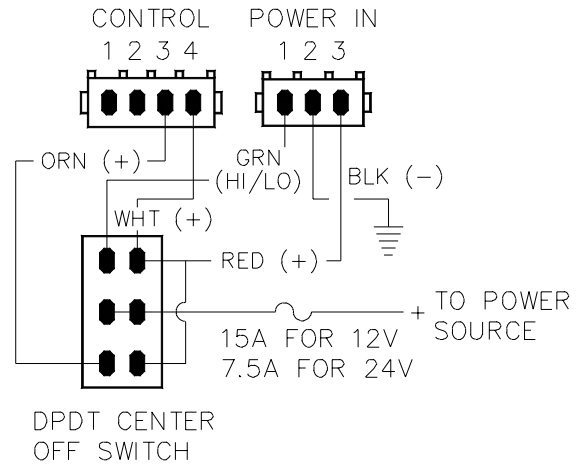 CONTROL
POWER IN
1 2 3 4
1 2 3
ORN (+)
GRN
(HI/LO)
BLK (-)
WHT (+)
RED (+)
+ TO POWER
SOURCE
15A FOR 12V
7.5A FOR 24V
DPDT CENTER
OFF SWITCH